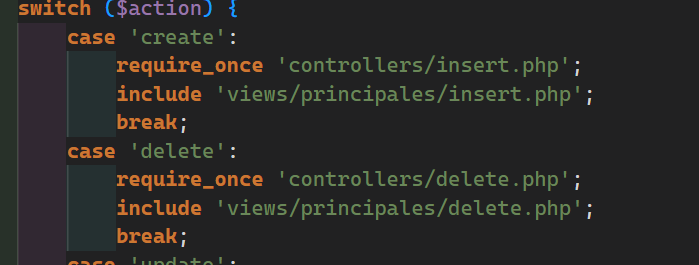 switch ($action) {
case 'create':
require_once 'controllers/insert.php';
include 'views/principales/insert.php';
break;
case 'delete':
require_once 'controllers/delete.php';
include 'views/principales/delete.php';
break;
case 'update':